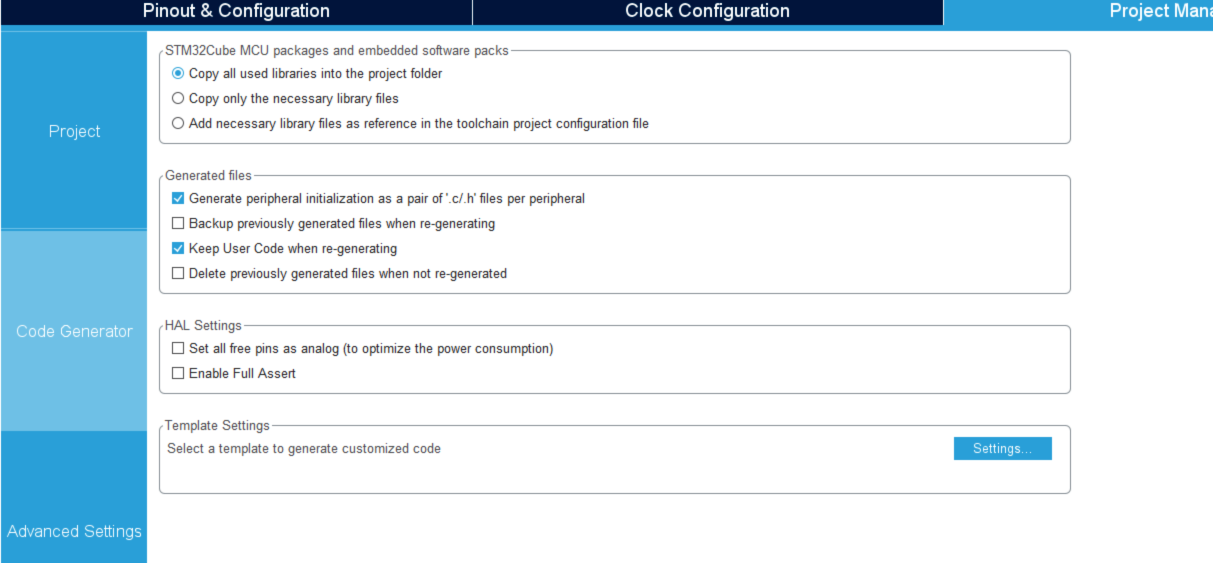 Pinout & Configuration
Clock Configuration
Project Mana
Project
Code Generator
Advanced Settings
STM32Cube MCU packages and embedded software packs
Copy all used libraries into the project folder
Copy only the necessary library files
Add necessary library files as reference in the toolchain project configuration file
Generated files
Generate peripheral initialization as a pair of '.c/.h' files per peripheral
Backup previously generated files when re-generating
Keep User Code when re-generating
Delete previously generated files when not re-generated
HAL Settings
Set all free pins as analog (to optimize the power consumption)
Enable Full Assert
Template Settings
Select a template to generate customized code
Settings...